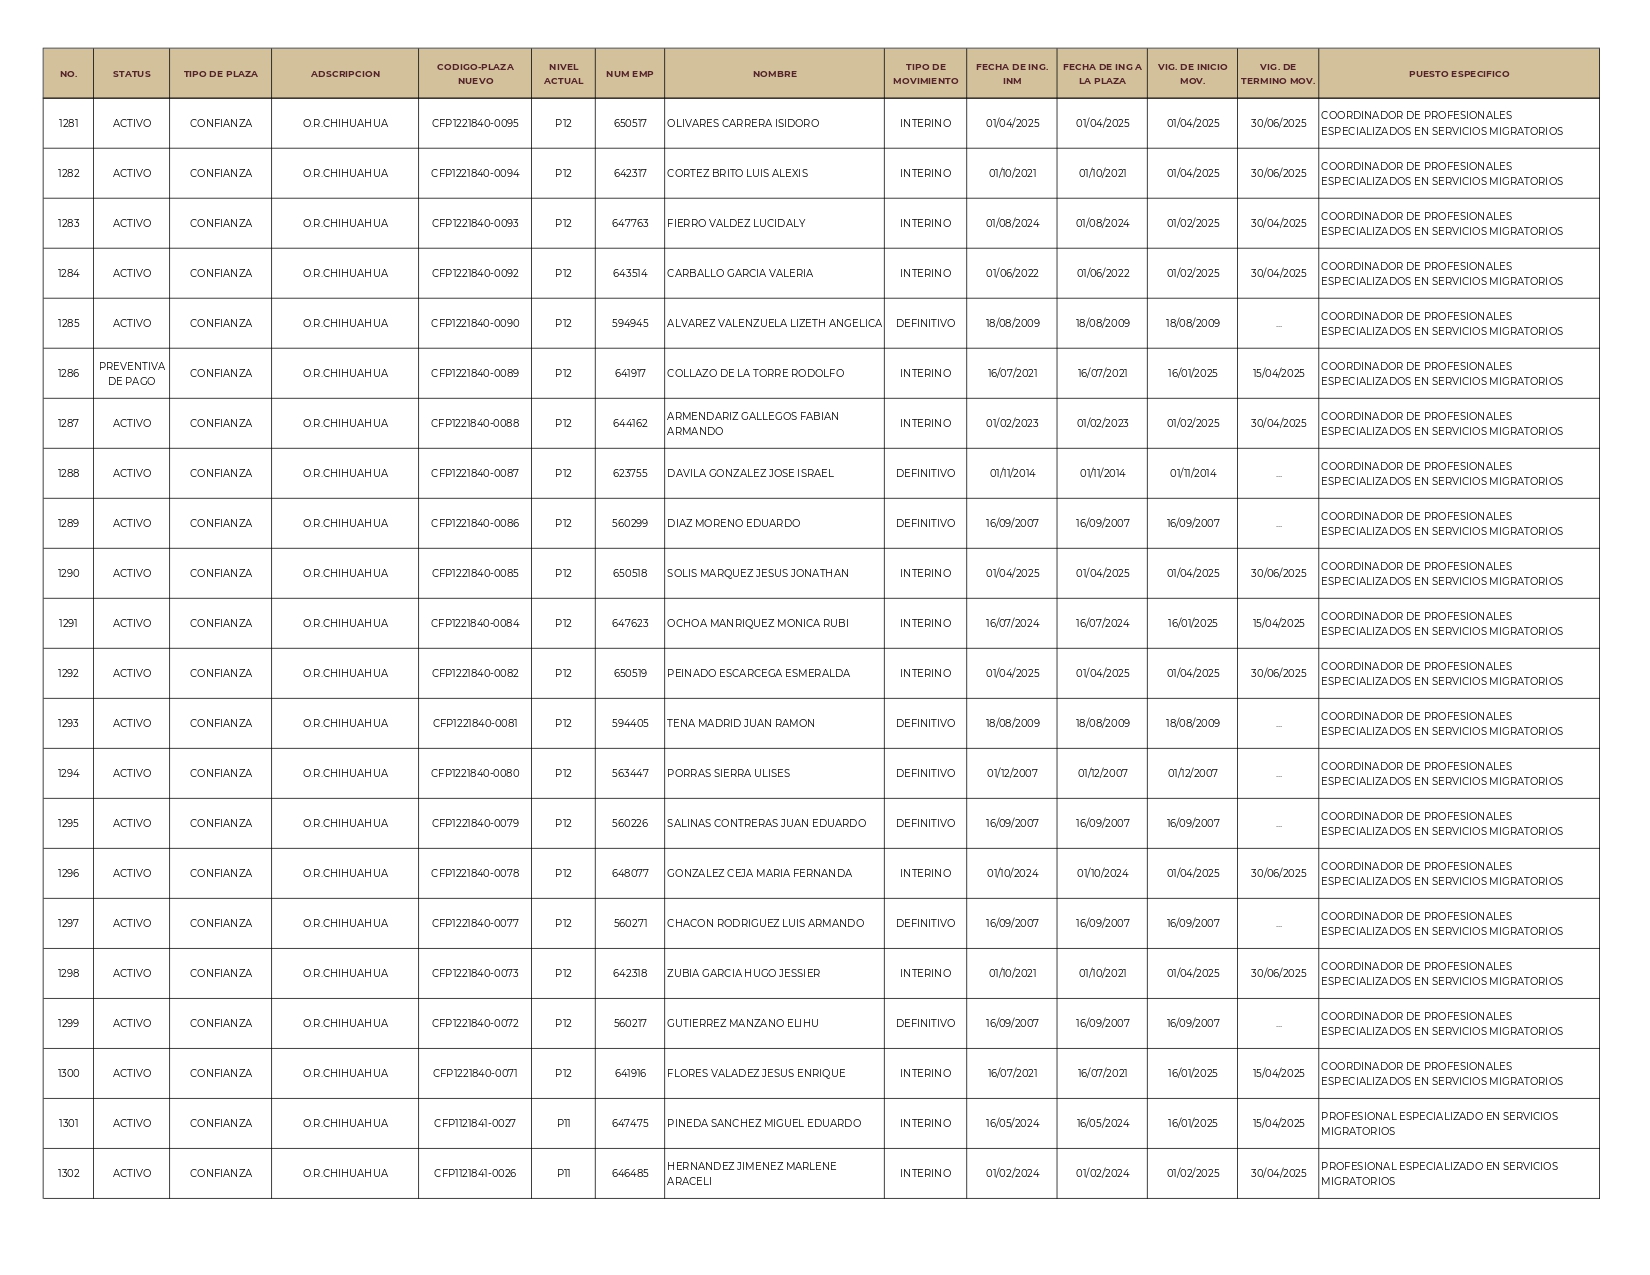 NO. STATUS TIPO DE PLAZA ADSCRIPCION CODIGO-PLAZA NUEVO NIVEL ACTUAL NUM EMP NOMBRE TIPO DE MOVIMIENTO FECHA DE ING. INM FECHA DE ING A LA PLAZA VIG. DE INICIO MOV. VIG. DE TERMINO MOV. PUESTO ESPECIFICO
1281 ACTIVO CONFIANZA O.R.CHIHUAHUA CFP1221840-0095 P12 650517 OLIVARES CARRERA ISIDORO INTERINO 01/04/2025 01/04/2025 01/04/2025 30/06/2025 COORDINADOR DE PROFESIONALES ESPECIALIZADOS EN SERVICIOS MIGRATORIOS
1282 ACTIVO CONFIANZA O.R.CHIHUAHUA CFP1221840-0094 P12 642317 CORTEZ BRITO LUIS ALEXIS INTERINO 01/10/2021 01/10/2021 01/04/2025 30/06/2025 COORDINADOR DE PROFESIONALES ESPECIALIZADOS EN SERVICIOS MIGRATORIOS
1283 ACTIVO CONFIANZA O.R.CHIHUAHUA CFP1221840-0093 P12 647763 FIERRO VALDEZ LUCIDALY INTERINO 01/08/2024 01/08/2024 01/02/2025 30/04/2025 COORDINADOR DE PROFESIONALES ESPECIALIZADOS EN SERVICIOS MIGRATORIOS
1284 ACTIVO CONFIANZA O.R.CHIHUAHUA CFP1221840-0092 P12 643514 CARBALLO GARCIA VALERIA INTERINO 01/06/2022 01/06/2022 01/02/2025 30/04/2025 COORDINADOR DE PROFESIONALES ESPECIALIZADOS EN SERVICIOS MIGRATORIOS
1285 ACTIVO CONFIANZA O.R.CHIHUAHUA CFP1221840-0090 P12 594945 ALVAREZ VALENZUELA LIZETH ANGELICA DEFINITIVO 18/08/2009 18/08/2009 18/08/2009 ... COORDINADOR DE PROFESIONALES ESPECIALIZADOS EN SERVICIOS MIGRATORIOS
1286 PREVENTIVA DE PAGO CONFIANZA O.R.CHIHUAHUA CFP1221840-0089 P12 641917 COLLAZO DE LA TORRE RODOLFO INTERINO 16/07/2021 16/07/2021 16/01/2025 15/04/2025 COORDINADOR DE PROFESIONALES ESPECIALIZADOS EN SERVICIOS MIGRATORIOS
1287 ACTIVO CONFIANZA O.R.CHIHUAHUA CFP1221840-0088 P12 644162 ARMENDARIZ GALLEGOS FABIAN ARMANDO INTERINO 01/02/2023 01/02/2023 01/02/2025 30/04/2025 COORDINADOR DE PROFESIONALES ESPECIALIZADOS EN SERVICIOS MIGRATORIOS
1288 ACTIVO CONFIANZA O.R.CHIHUAHUA CFP1221840-0087 P12 623755 DAVILA GONZALEZ JOSE ISRAEL DEFINITIVO 01/11/2014 01/11/2014 01/11/2014 ... COORDINADOR DE PROFESIONALES ESPECIALIZADOS EN SERVICIOS MIGRATORIOS
1289 ACTIVO CONFIANZA O.R.CHIHUAHUA CFP1221840-0086 P12 560299 DIAZ MORENO EDUARDO DEFINITIVO 16/09/2007 16/09/2007 16/09/2007 ... COORDINADOR DE PROFESIONALES ESPECIALIZADOS EN SERVICIOS MIGRATORIOS
1290 ACTIVO CONFIANZA O.R.CHIHUAHUA CFP1221840-0085 P12 650518 SOLIS MARQUEZ JESUS JONATHAN INTERINO 01/04/2025 01/04/2025 01/04/2025 30/06/2025 COORDINADOR DE PROFESIONALES ESPECIALIZADOS EN SERVICIOS MIGRATORIOS
1291 ACTIVO CONFIANZA O.R.CHIHUAHUA CFP1221840-0084 P12 647623 OCHOA MANRIQUEZ MONICA RUBI INTERINO 16/07/2024 16/07/2024 16/01/2025 15/04/2025 COORDINADOR DE PROFESIONALES ESPECIALIZADOS EN SERVICIOS MIGRATORIOS
1292 ACTIVO CONFIANZA O.R.CHIHUAHUA CFP1221840-0082 P12 650519 PEINADO ESCARCEGA ESMERALDA INTERINO 01/04/2025 01/04/2025 01/04/2025 30/06/2025 COORDINADOR DE PROFESIONALES ESPECIALIZADOS EN SERVICIOS MIGRATORIOS
1293 ACTIVO CONFIANZA O.R.CHIHUAHUA CFP1221840-0081 P12 594405 TENA MADRID JUAN RAMON DEFINITIVO 18/08/2009 18/08/2009 18/08/2009 ... COORDINADOR DE PROFESIONALES ESPECIALIZADOS EN SERVICIOS MIGRATORIOS
1294 ACTIVO CONFIANZA O.R.CHIHUAHUA CFP1221840-0080 P12 563447 PORRAS SIERRA ULISES DEFINITIVO 01/12/2007 01/12/2007 01/12/2007 ... COORDINADOR DE PROFESIONALES ESPECIALIZADOS EN SERVICIOS MIGRATORIOS
1295 ACTIVO CONFIANZA O.R.CHIHUAHUA CFP1221840-0079 P12 560226 SALINAS CONTRERAS JUAN EDUARDO DEFINITIVO 16/09/2007 16/09/2007 16/09/2007 ... COORDINADOR DE PROFESIONALES ESPECIALIZADOS EN SERVICIOS MIGRATORIOS
1296 ACTIVO CONFIANZA O.R.CHIHUAHUA CFP1221840-0078 P12 648077 GONZALEZ CEJA MARIA FERNANDA INTERINO 01/10/2024 01/10/2024 01/04/2025 30/06/2025 COORDINADOR DE PROFESIONALES ESPECIALIZADOS EN SERVICIOS MIGRATORIOS
1297 ACTIVO CONFIANZA O.R.CHIHUAHUA CFP1221840-0077 P12 560271 CHACON RODRIGUEZ LUIS ARMANDO DEFINITIVO 16/09/2007 16/09/2007 16/09/2007 ... COORDINADOR DE PROFESIONALES ESPECIALIZADOS EN SERVICIOS MIGRATORIOS
1298 ACTIVO CONFIANZA O.R.CHIHUAHUA CFP1221840-0073 P12 642318 ZUBIA GARCIA HUGO JESSIER INTERINO 01/10/2021 01/10/2021 01/04/2025 30/06/2025 COORDINADOR DE PROFESIONALES ESPECIALIZADOS EN SERVICIOS MIGRATORIOS
1299 ACTIVO CONFIANZA O.R.CHIHUAHUA CFP1221840-0072 P12 560217 GUTIERREZ MANZANO ELIHU DEFINITIVO 16/09/2007 16/09/2007 16/09/2007 ... COORDINADOR DE PROFESIONALES ESPECIALIZADOS EN SERVICIOS MIGRATORIOS
1300 ACTIVO CONFIANZA O.R.CHIHUAHUA CFP1221840-0071 P12 641916 FLORES VALADEZ JESUS ENRIQUE INTERINO 16/07/2021 16/07/2021 16/01/2025 15/04/2025 COORDINADOR DE PROFESIONALES ESPECIALIZADOS EN SERVICIOS MIGRATORIOS
1301 ACTIVO CONFIANZA O.R.CHIHUAHUA CFP1121841-0027 P11 647475 PINEDA SANCHEZ MIGUEL EDUARDO INTERINO 16/05/2024 16/05/2024 16/01/2025 15/04/2025 PROFESIONAL ESPECIALIZADO EN SERVICIOS MIGRATORIOS
1302 ACTIVO CONFIANZA O.R.CHIHUAHUA CFP1121841-0026 P11 646485 HERNANDEZ JIMENEZ MARLENE ARACELI INTERINO 01/02/2024 01/02/2024 01/02/2025 30/04/2025 PROFESIONAL ESPECIALIZADO EN SERVICIOS MIGRATORIOS